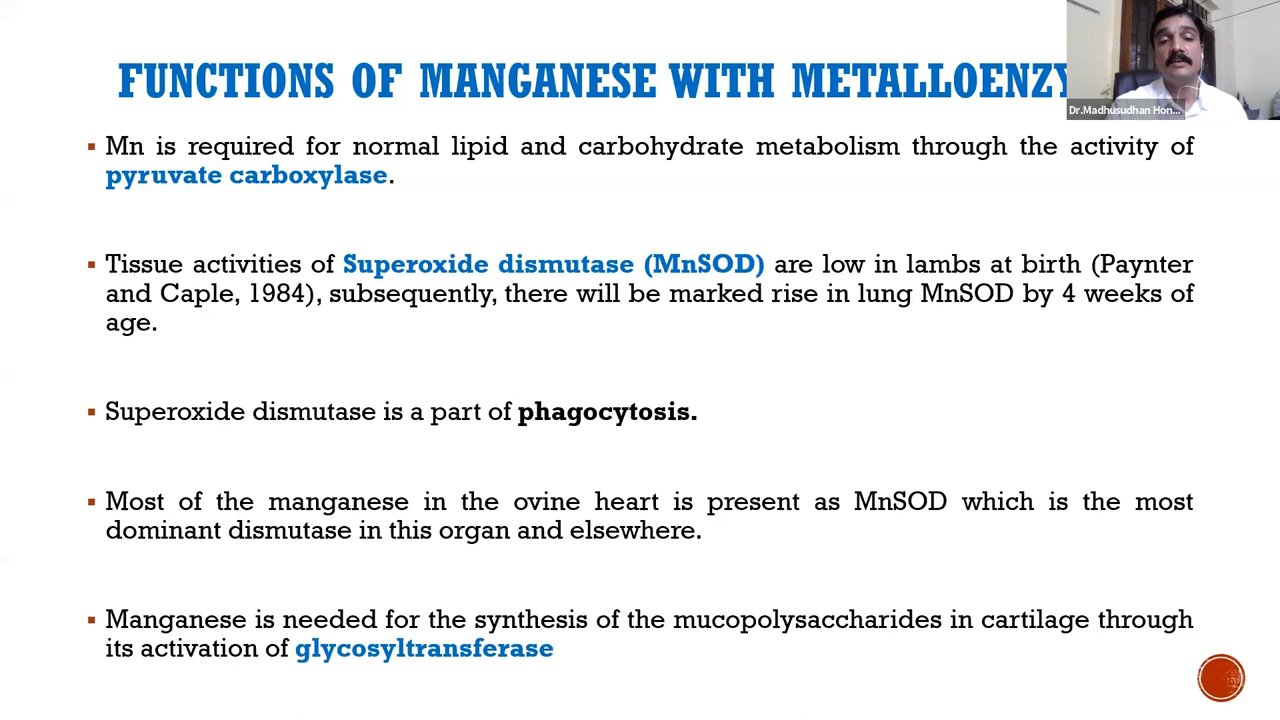 FUNCTIONS OF MANGANESE WITH METALLOENZY
Dr.Madhusudhan Hon...
▪ Mn is required for normal lipid and carbohydrate metabolism through the activity of
pyruvate carboxylase.
▪ Tissue activities of Superoxide dismutase (MnSOD) are low in lambs at birth (Paynter
and Caple, 1984), subsequently, there will be marked rise in lung MnSOD by 4 weeks of
age.
▪ Superoxide dismutase is a part of phagocytosis.
▪ Most of the manganese in the ovine heart is present as MnSOD which is the most
dominant dismutase in this organ and elsewhere.
▪ Manganese is needed for the synthesis of the mucopolysaccharides in cartilage through
its activation of glycosyltransferase